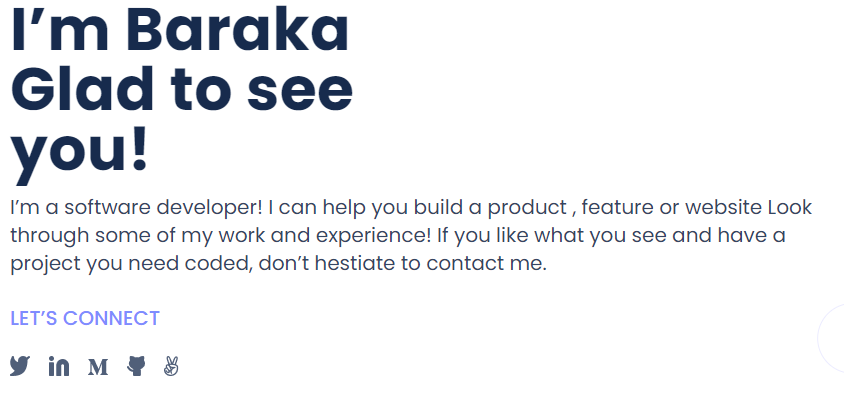 I’m Baraka
Glad to see
you!
I’m a software developer! I can help you build a product , feature or website Look
through some of my work and experience! If you like what you see and have a
project you need coded, don’t hestiate to contact me.
LET’S CONNECT